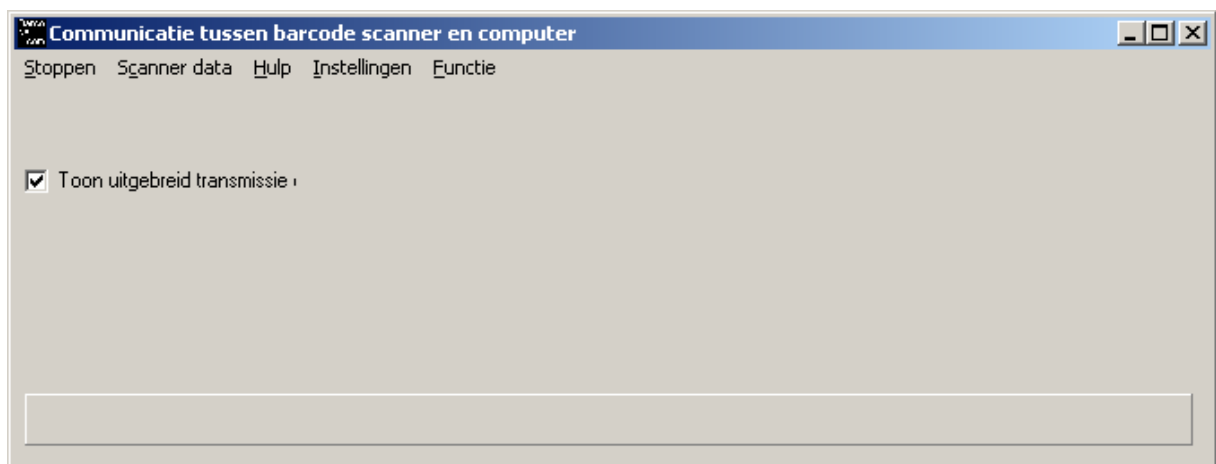 Communicatie tussen barcode scanner en computer
Stoppen Scanner data Hulp Instellingen Functie
Toon uitgebreid transmissie